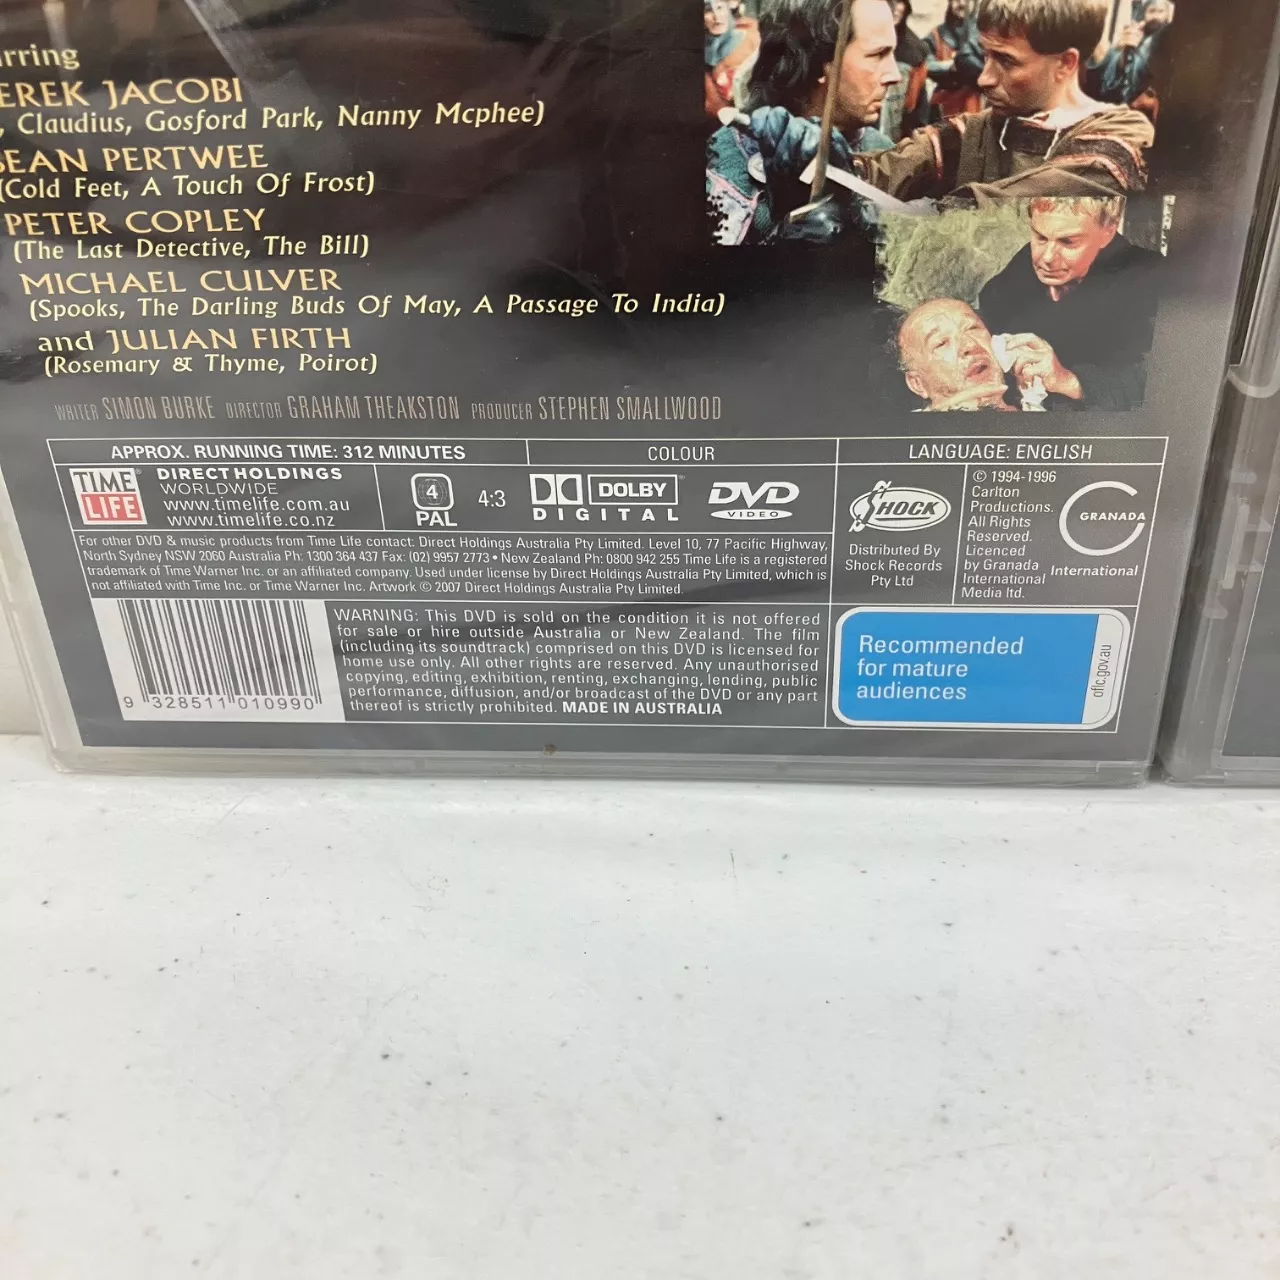 rring
EREK JACOBI
, Claudius, Gosford Park, Nanny Mcphee)
SEAN PERTWEE
(Cold Feet, A Touch Of Frost)
PETER COPLEY
(The Last Detective, The Bill)
MICHAEL CULVER
(Spooks, The Darling Buds Of May, A Passage To India)
and JULIAN FIRTH
(Rosemary & Thyme, Poirot)
WRITER SIMON BURKE DIRECTOR GRAHAM THEAKSTON PRODUCER STEPHEN SMALLWOOD
APPROX. RUNNING TIME: 312 MINUTES
COLOUR
LANGUAGE: ENGLISH
TIME
LIFE
DIRECT HOLDINGS
WORLDWIDE
www.timelife.com.au
www.timelife.co.nz
4
PAL
4:3
DOLBY
DIGITAL
DVD
VIDEO
SHOCK
Distributed By
Shock Records
Pty Ltd
© 1994-1996
Carlton
Productions.
All Rights
Reserved.
Licenced
by Granada
International
Media ltd.
GRANADA
International
For other DVD & music products from Time Life contact: Direct Holdings Australia Pty Limited. Level 10, 77 Pacific Highway,
North Sydney NSW 2060 Australia Ph: 1300 364 437 Fax: (02) 9957 2773 • New Zealand Ph: 0800 942 255 Time Life is a registered
trademark of Time Warner Inc. or an affiliated company. Used under license by Direct Holdings Australia Pty Limited, which is
not affiliated with Time Inc. or Time Warner Inc. Artwork © 2007 Direct Holdings Australia Pty Limited.
9 328511 010990
WARNING: This DVD is sold on the condition it is not offered
for sale or hire outside Australia or New Zealand. The film
(including its soundtrack) comprised on this DVD is licensed for
home use only. All other rights are reserved. Any unauthorised
copying, editing, exhibition, renting, exchanging, lending, public
performance, diffusion, and/or broadcast of the DVD or any part
thereof is strictly prohibited. MADE IN AUSTRALIA
Recommended
for mature
audiences
oflc.gov.au